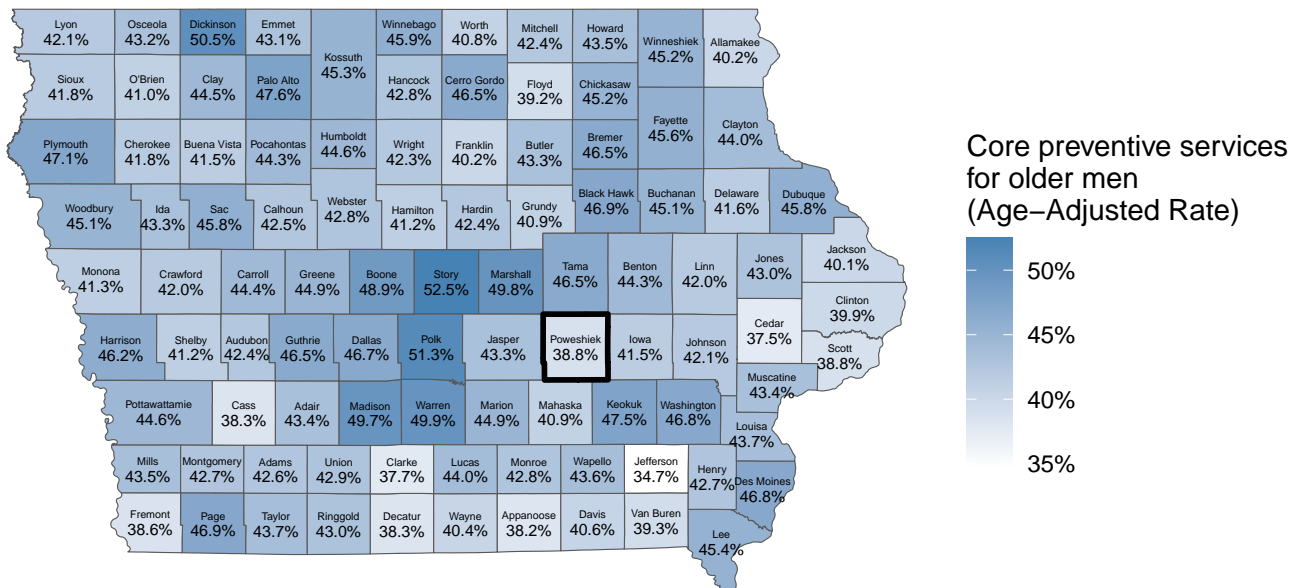 Lyon
42.1%
Osceola
43.2%
Dickinson
50.5%
Emmet
43.1%
Kossuth
45.3%
Winnebago
45.9%
Worth
40.8%
Mitchell
42.4%
Howard
43.5%
Winneshiek
45.2%
Allamakee
40.2%
Sioux
41.8%
O'Brien
41.0%
Clay
44.5%
Palo Alto
47.6%
Hancock
42.8%
Cerro Gordo
46.5%
Floyd
39.2%
Chickasaw
45.2%
Plymouth
47.1%
Cherokee
41.8%
Buena Vista
41.5%
Pocahontas
44.3%
Humboldt
44.6%
Wright
42.3%
Franklin
40.2%
Butler
43.3%
Bremer
46.5%
Fayette
45.6%
Clayton
44.0%
Woodbury
45.1%
Ida
43.3%
Sac
45.8%
Calhoun
42.5%
Webster
42.8%
Hamilton
41.2%
Hardin
42.4%
Grundy
40.9%
Black Hawk
46.9%
Buchanan
45.1%
Delaware
41.6%
Dubuque
45.8%
Monona
41.3%
Crawford
42.0%
Carroll
44.4%
Greene
44.9%
Boone
48.9%
Story
52.5%
Marshall
49.8%
Tama
46.5%
Benton
44.3%
Linn
42.0%
Jones
43.0%
Jackson
40.1%
Clinton
39.9%
Harrison
46.2%
Shelby
41.2%
Audubon
42.4%
Guthrie
46.5%
Dallas
46.7%
Polk
51.3%
Jasper
43.3%
Poweshiek
38.8%
Iowa
41.5%
Johnson
42.1%
Cedar
37.5%
Scott
38.8%
Muscatine
43.4%
Pottawattamie
44.6%
Cass
38.3%
Adair
43.4%
Madison
49.7%
Warren
49.9%
Marion
44.9%
Mahaska
40.9%
Keokuk
47.5%
Washington
46.8%
Louisa
43.7%
Mills
43.5%
Montgomery
42.7%
Adams
42.6%
Union
42.9%
Clarke
37.7%
Lucas
44.0%
Monroe
42.8%
Wapello
43.6%
Jefferson
34.7%
Henry
42.7%
Des Moines
46.8%
Fremont
38.6%
Page
46.9%
Taylor
43.7%
Ringgold
43.0%
Decatur
38.3%
Wayne
40.4%
Appanoose
38.2%
Davis
40.6%
Van Buren
39.3%
Lee
45.4%
Core preventive services
for older men
(Age−Adjusted Rate)
50%
45%
40%
35%